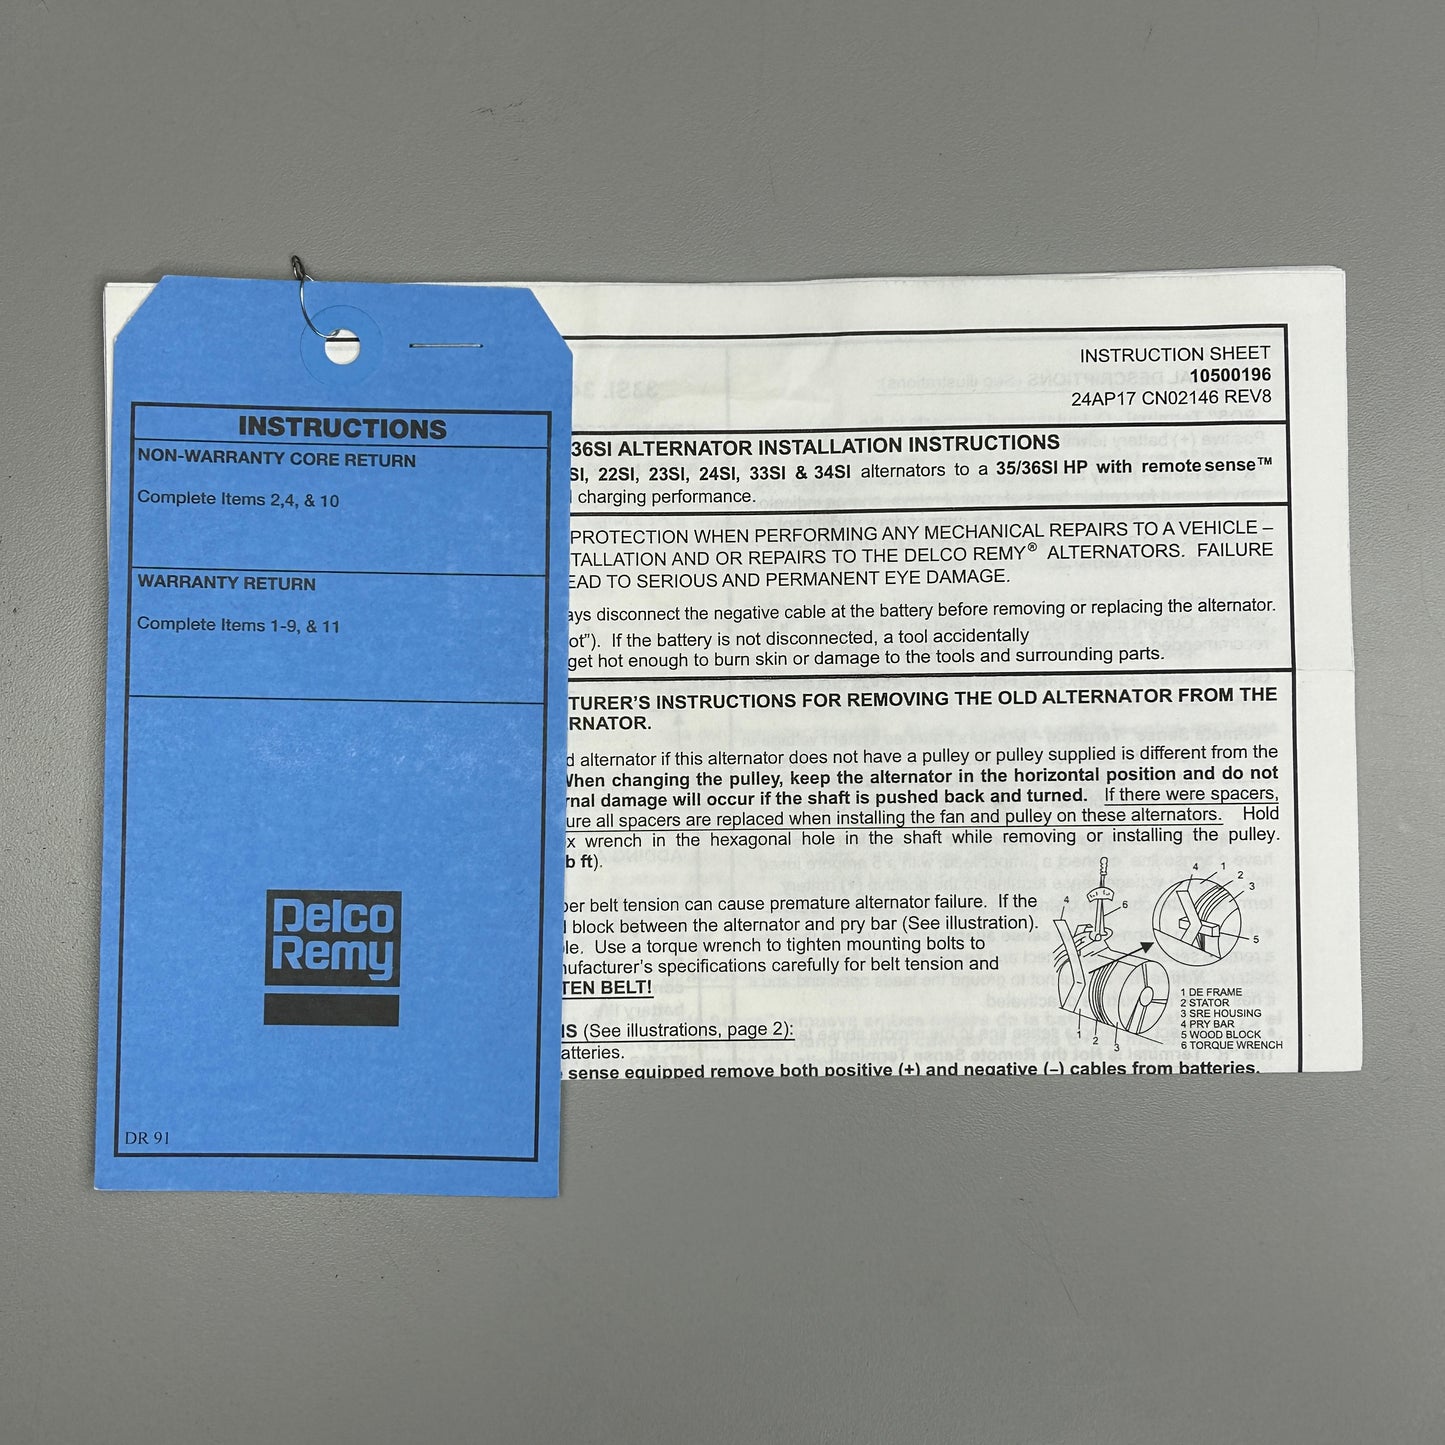 INSTRUCTIONS
NON-WARRANTY CORE RETURN
Complete Items 2,4, & 10
WARRANTY RETURN
Complete Items 1-9, & 11
Delco
Remy
DR 91
INSTRUCTION SHEET
10500196
24AP17 CN02146 REV8
36SI ALTERNATOR INSTALLATION INSTRUCTIONS
SI, 22SI, 23SI, 24SI, 33SI & 34SI alternators to a 35/36SI HP with remote sense™
charging performance.
PROTECTION WHEN PERFORMING ANY MECHANICAL REPAIRS TO A VEHICLE –
TALLATION AND OR REPAIRS TO THE DELCO REMY® ALTERNATORS. FAILURE
EAD TO SERIOUS AND PERMANENT EYE DAMAGE.
ays disconnect the negative cable at the battery before removing or replacing the alternator.
ot"). If the battery is not disconnected, a tool accidentally
get hot enough to burn skin or damage to the tools and surrounding parts.
TURER'S INSTRUCTIONS FOR REMOVING THE OLD ALTERNATOR FROM THE
RNATOR.
d alternator if this alternator does not have a pulley or pulley supplied is different from the
When changing the pulley, keep the alternator in the horizontal position and do not
rnal damage will occur if the shaft is pushed back and turned. If there were spacers,
ure all spacers are replaced when installing the fan and pulley on these alternators. Hold
x wrench in the hexagonal hole in the shaft while removing or installing the pulley.
b ft).
per belt tension can cause premature alternator failure. If the
block between the alternator and pry bar (See illustration).
le. Use a torque wrench to tighten mounting bolts to
nufacturer's specifications carefully for belt tension and
TEN BELT!
4
6
1
2
3
4
1
2
3
5
1 DE FRAME
2 STATOR
3 SRE HOUSING
4 PRY BAR
5 WOOD BLOCK
6 TORQUE WRENCH
NS (See illustrations, page 2):
atteries.
sense equipped remove both positive (+) and negative (–) cables from batteries.